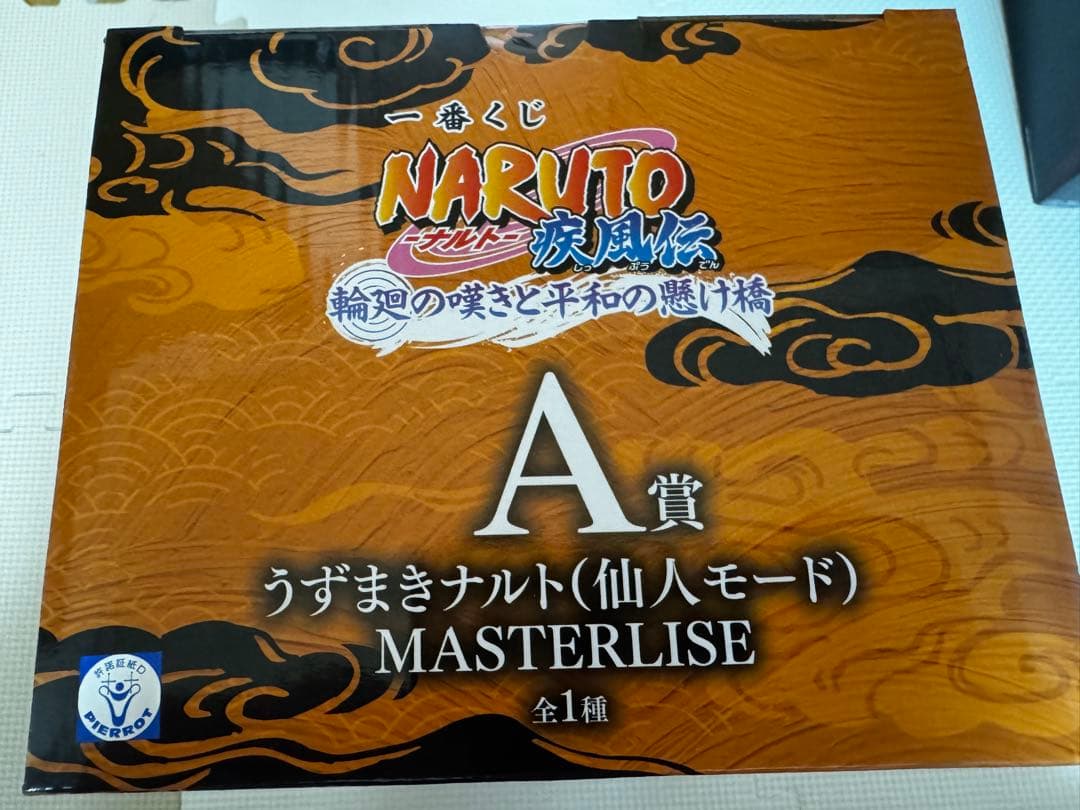 一番くじ
NARUTO
-ナルト-
疾風伝
しっ ぷう でん
輪廻の嘆きと平和の懸け橋
A賞
うずまきナルト(仙人モード)
MASTERLISE
全1種
許諾証紙D
PIERROT